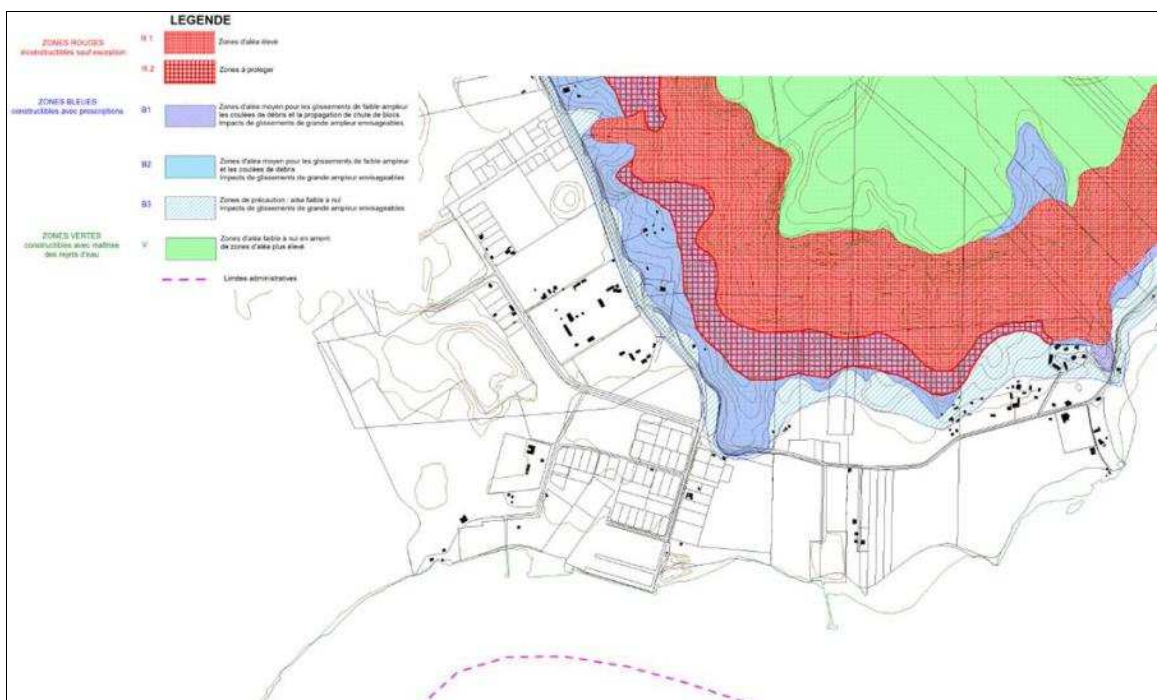 LEGENDE
ZONES ROUGES
inconstructibles sauf exception
R.1
Zones d'aléa élevé
R.2
Zones à protéger
ZONES BLEUES
constructibles avec prescriptions
B1
Zones d'aléa moyen pour les glissements de faible ampleur
les coulées de débris et la propagation de chute de blocs
Impacts de glissements de grande ampleur envisageables.
B2
Zones d'aléa moyen pour les glissements de faible ampleur
et les coulées de débris
Impacts de glissements de grande ampleur envisageables
B3
Zones de précaution : aléa faible à nul
Impacts de glissements de grande ampleur envisageables
ZONES VERTES
constructibles avec maîtrise
des rejets d'eau
V
Zones d'aléa faible à nul en amont
de zones d'aléa plus élevé
Limites administratives